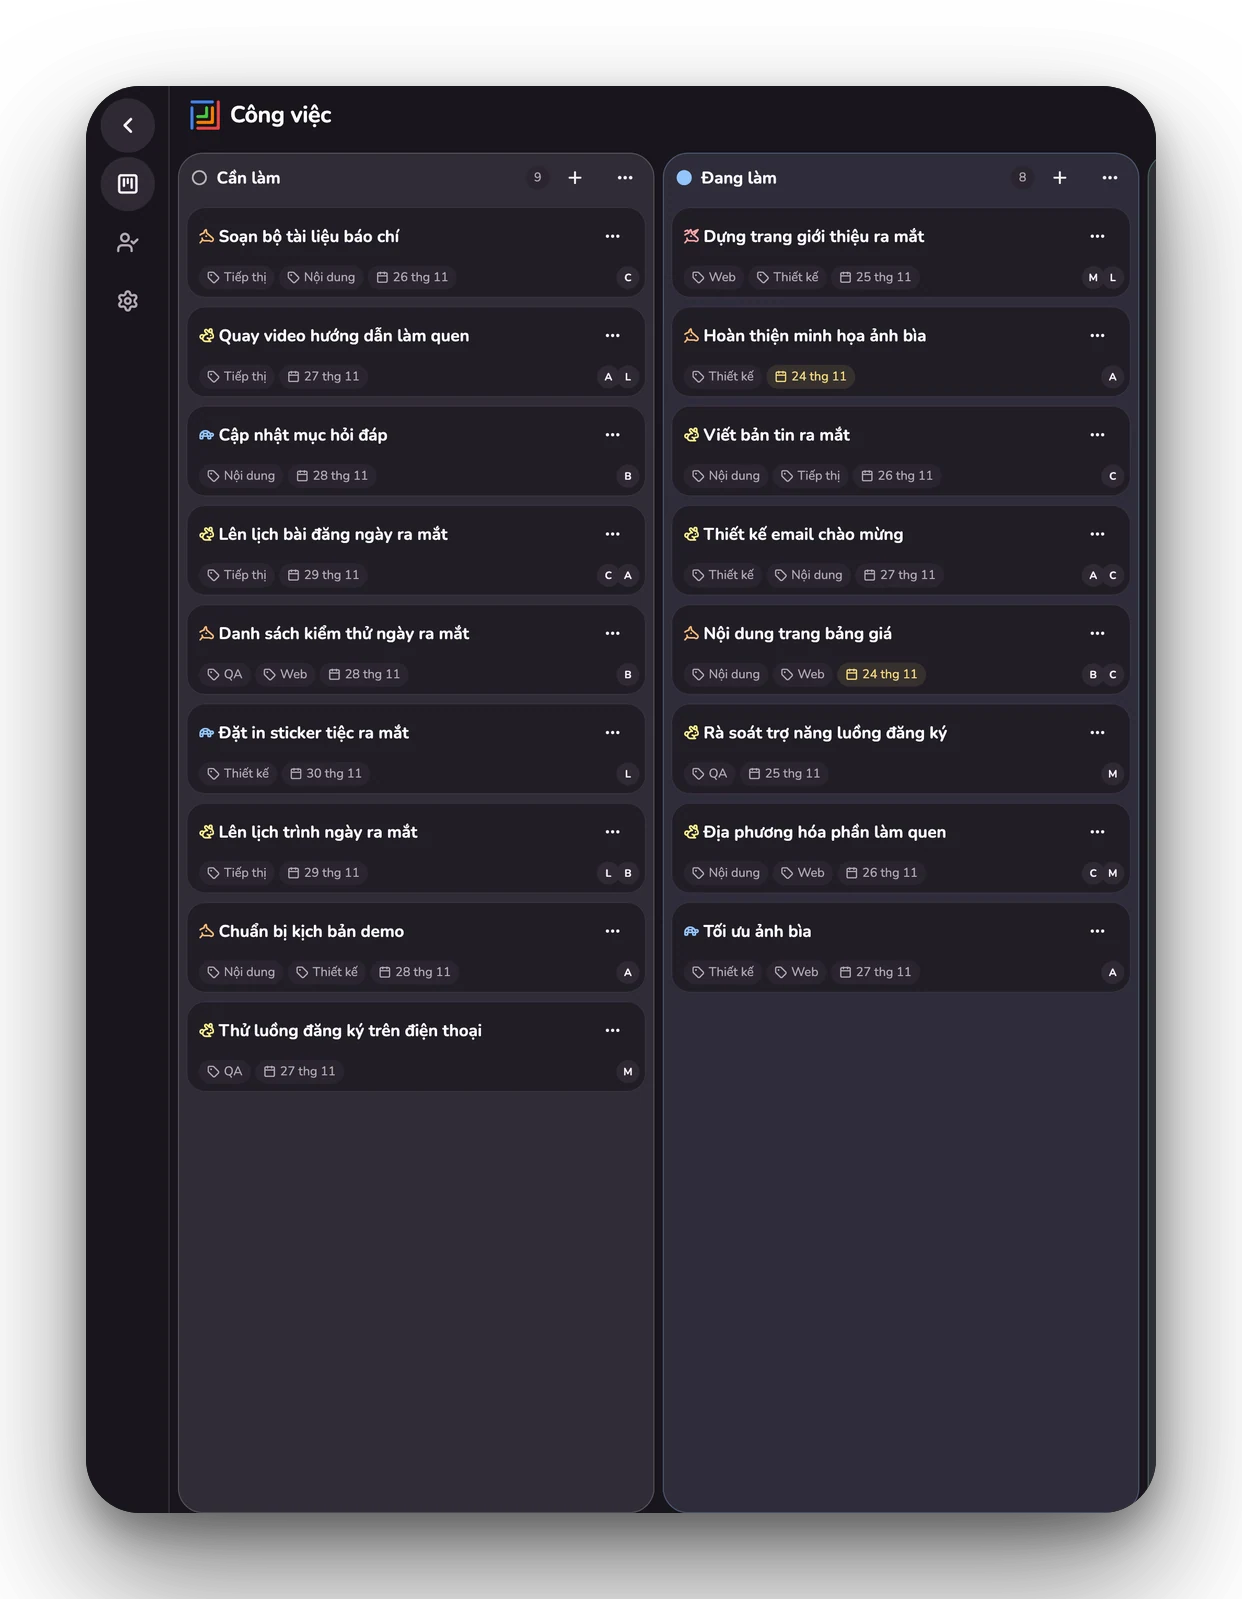 Công việc
Cần làm
9
Soạn bộ tài liệu báo chí
Tiếp thị Nội dung 26 thg 11 C
Quay video hướng dẫn làm quen
Tiếp thị 27 thg 11 A L
Cập nhật mục hỏi đáp
Nội dung 28 thg 11 B
Lên lịch bài đăng ngày ra mắt
Tiếp thị 29 thg 11 C A
Danh sách kiểm thử ngày ra mắt
QA Web 28 thg 11 B
Đặt in sticker tiệc ra mắt
Thiết kế 30 thg 11 L
Lên lịch trình ngày ra mắt
Tiếp thị 29 thg 11 L B
Chuẩn bị kịch bản demo
Nội dung Thiết kế 28 thg 11 A
Thử luồng đăng ký trên điện thoại
QA 27 thg 11 M
Đang làm
8
Dựng trang giới thiệu ra mắt
Web Thiết kế 25 thg 11 M L
Hoàn thiện minh họa ảnh bìa
Thiết kế 24 thg 11 A
Viết bản tin ra mắt
Nội dung Tiếp thị 26 thg 11 C
Thiết kế email chào mừng
Thiết kế Nội dung 27 thg 11 A C
Nội dung trang bảng giá
Nội dung Web 24 thg 11 B C
Rà soát trợ năng luồng đăng ký
QA 25 thg 11 M
Địa phương hóa phần làm quen
Nội dung Web 26 thg 11 C M
Tối ưu ảnh bìa
Thiết kế Web 27 thg 11 A